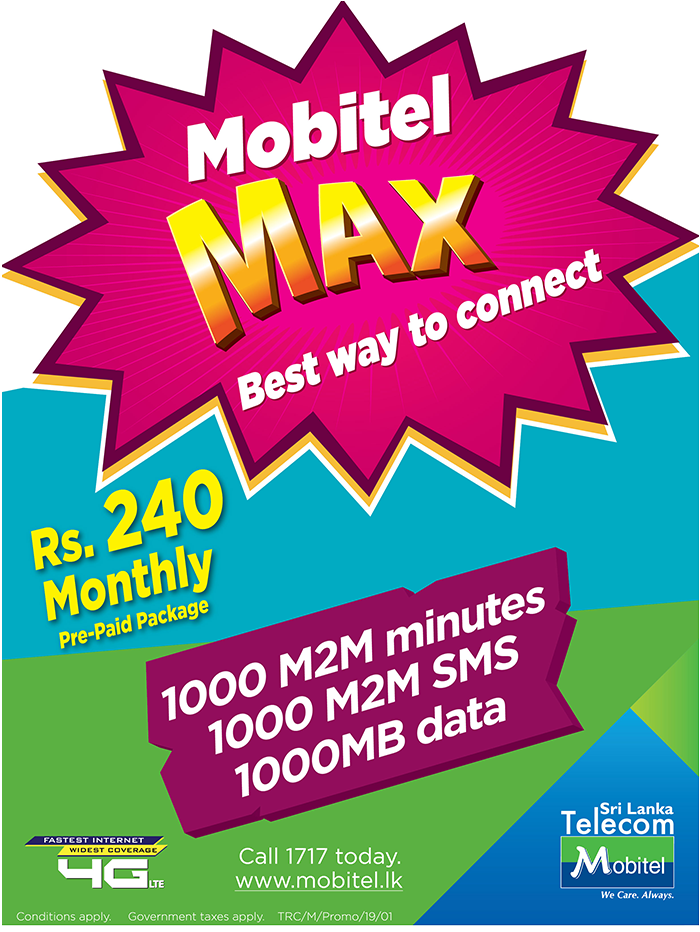 Mobitel
MAX
Best way to connect
Rs. 240
Monthly
Pre-Paid Package
1000 M2M minutes
1000 M2M SMS
1000MB data
FASTEST INTERNET
WIDEST COVERAGE
4G LTE
Call 1717 today.
www.mobitel.lk
Sri Lanka
Telecom
Mobitel
We Care. Always.
Conditions apply. Government taxes apply. TRC/M/Promo/19/01